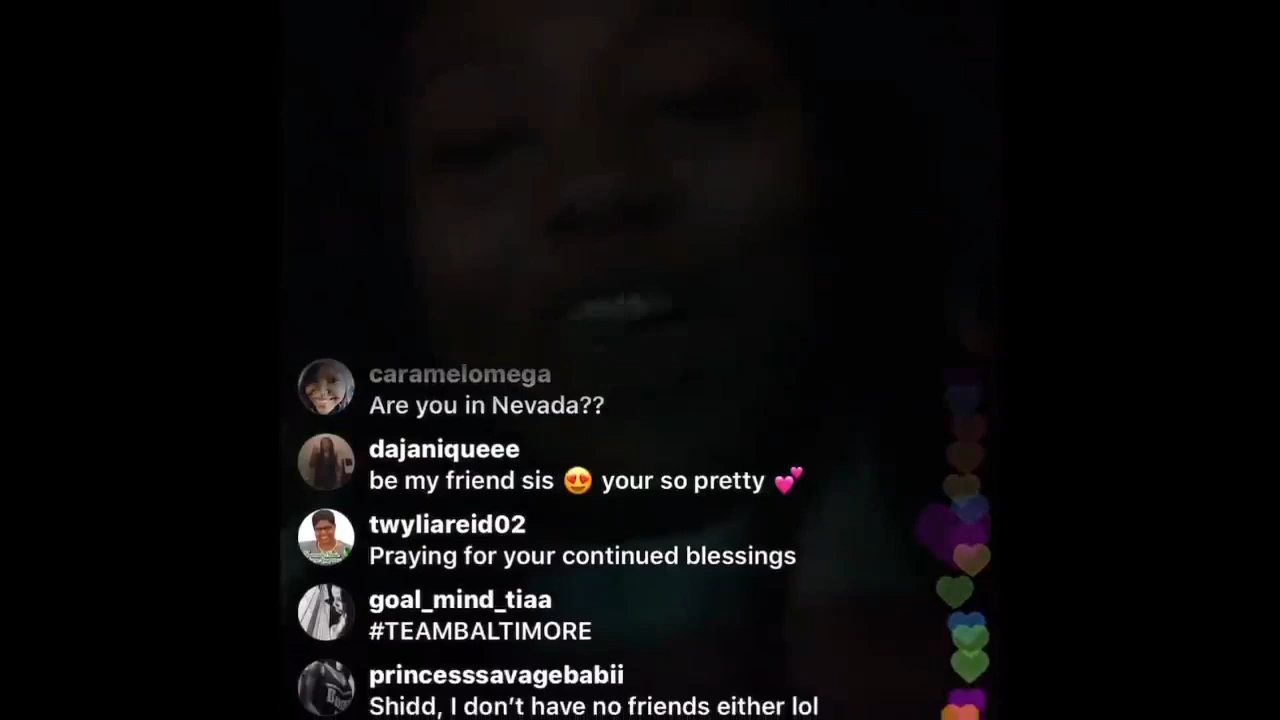 caramelomega
Are you in Nevada??
dajaniqueee
be my friend sis 😍 your so pretty 💕
twyliareid02
Praying for your continued blessings
goal_mind_tiaa
#TEAMBALTIMORE
princesssavagebabii
Shidd, I don’t have no friends either lol